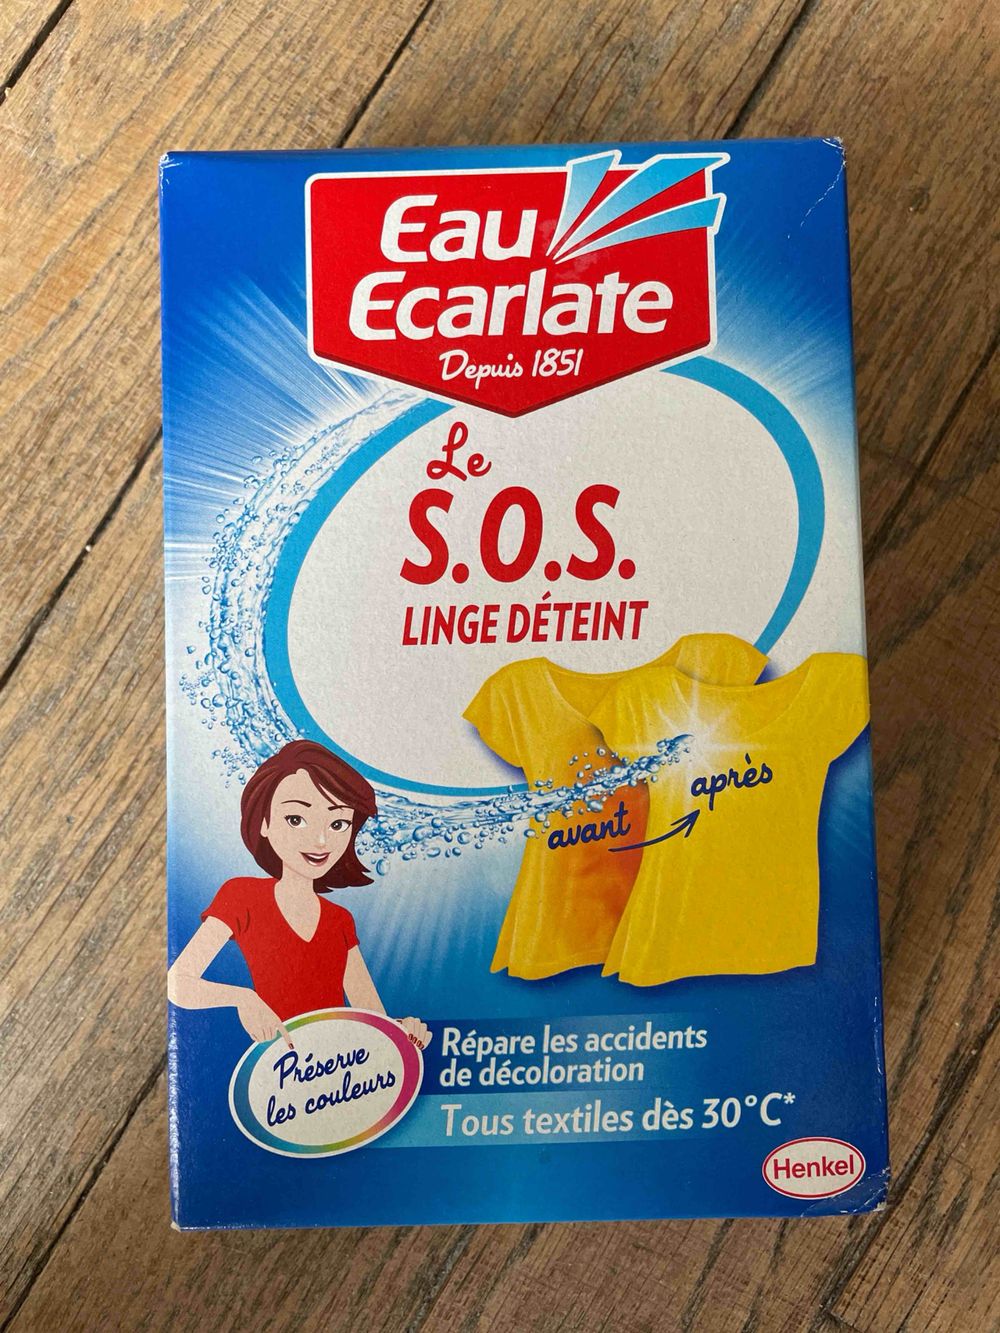 Eau
Ecarlate
Depuis 1851
Le
S.O.S.
LINGE DÉTEINT
avant
après
Préserve
les couleurs
Répare les accidents
de décoloration
Tous textiles dès 30°C*
Henkel